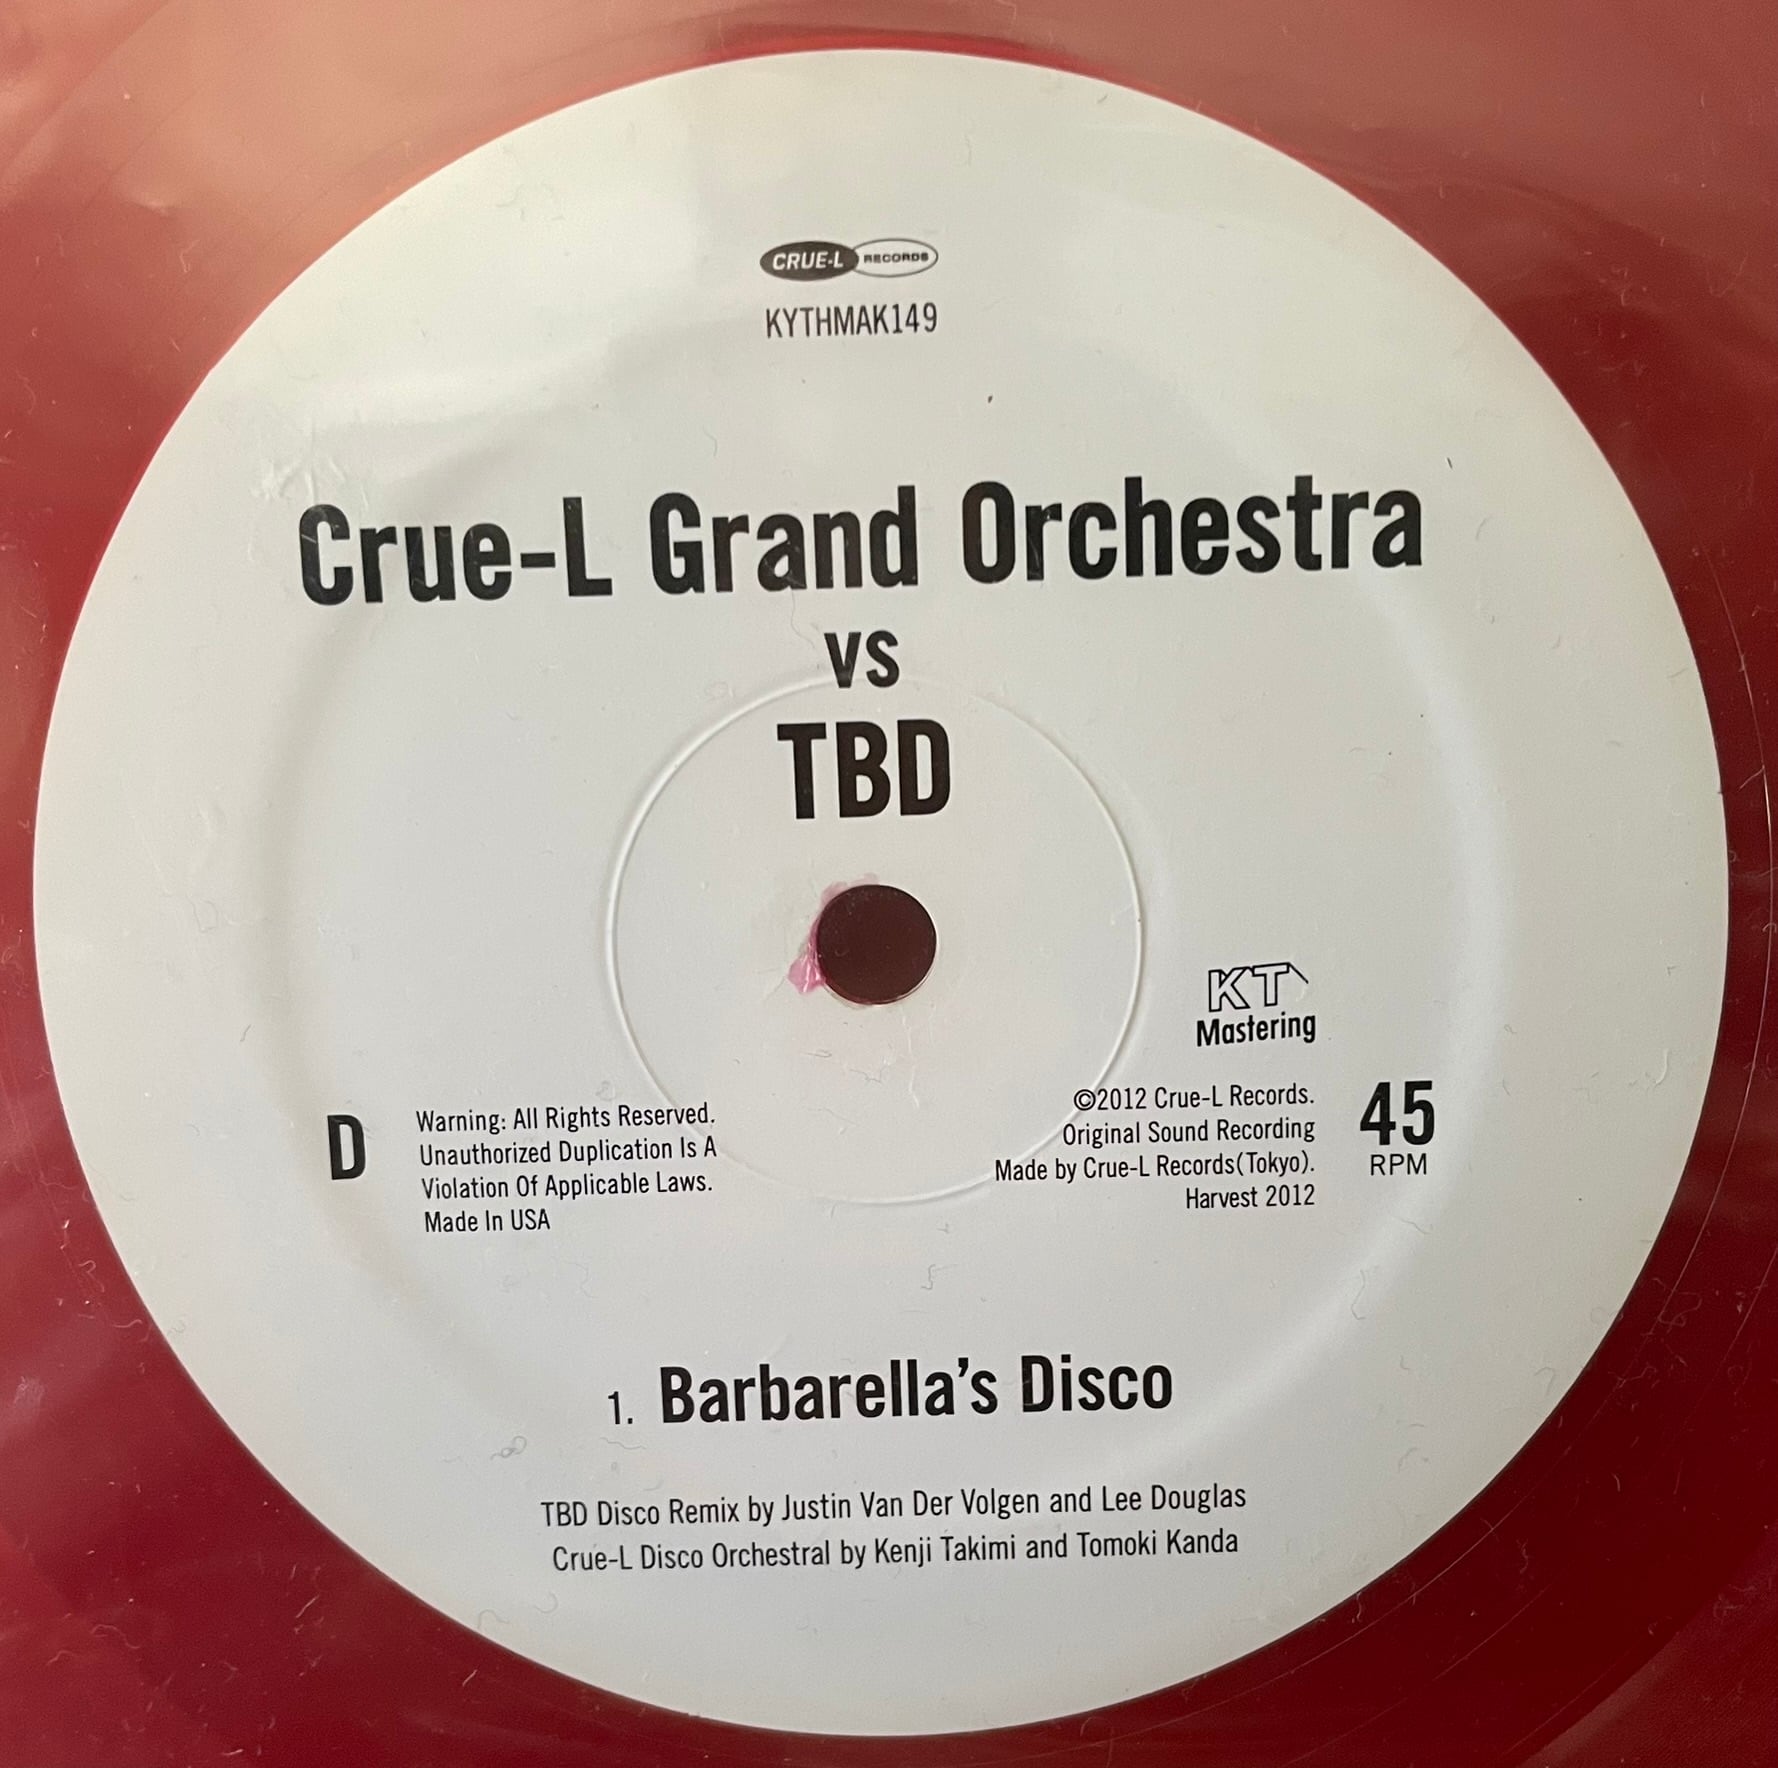 CRUE-L RECORDS
KYTHMAK149
Crue-L Grand Orchestra
VS
TBD
KT
Mastering
D
Warning: All Rights Reserved.
Unauthorized Duplication Is A
Violation Of Applicable Laws.
Made In USA
©2012 Crue-L Records.
Original Sound Recording
Made by Crue-L Records(Tokyo).
Harvest 2012
45
RPM
1. Barbarella's Disco
TBD Disco Remix by Justin Van Der Volgen and Lee Douglas
Crue-L Disco Orchestral by Kenji Takimi and Tomoki Kanda